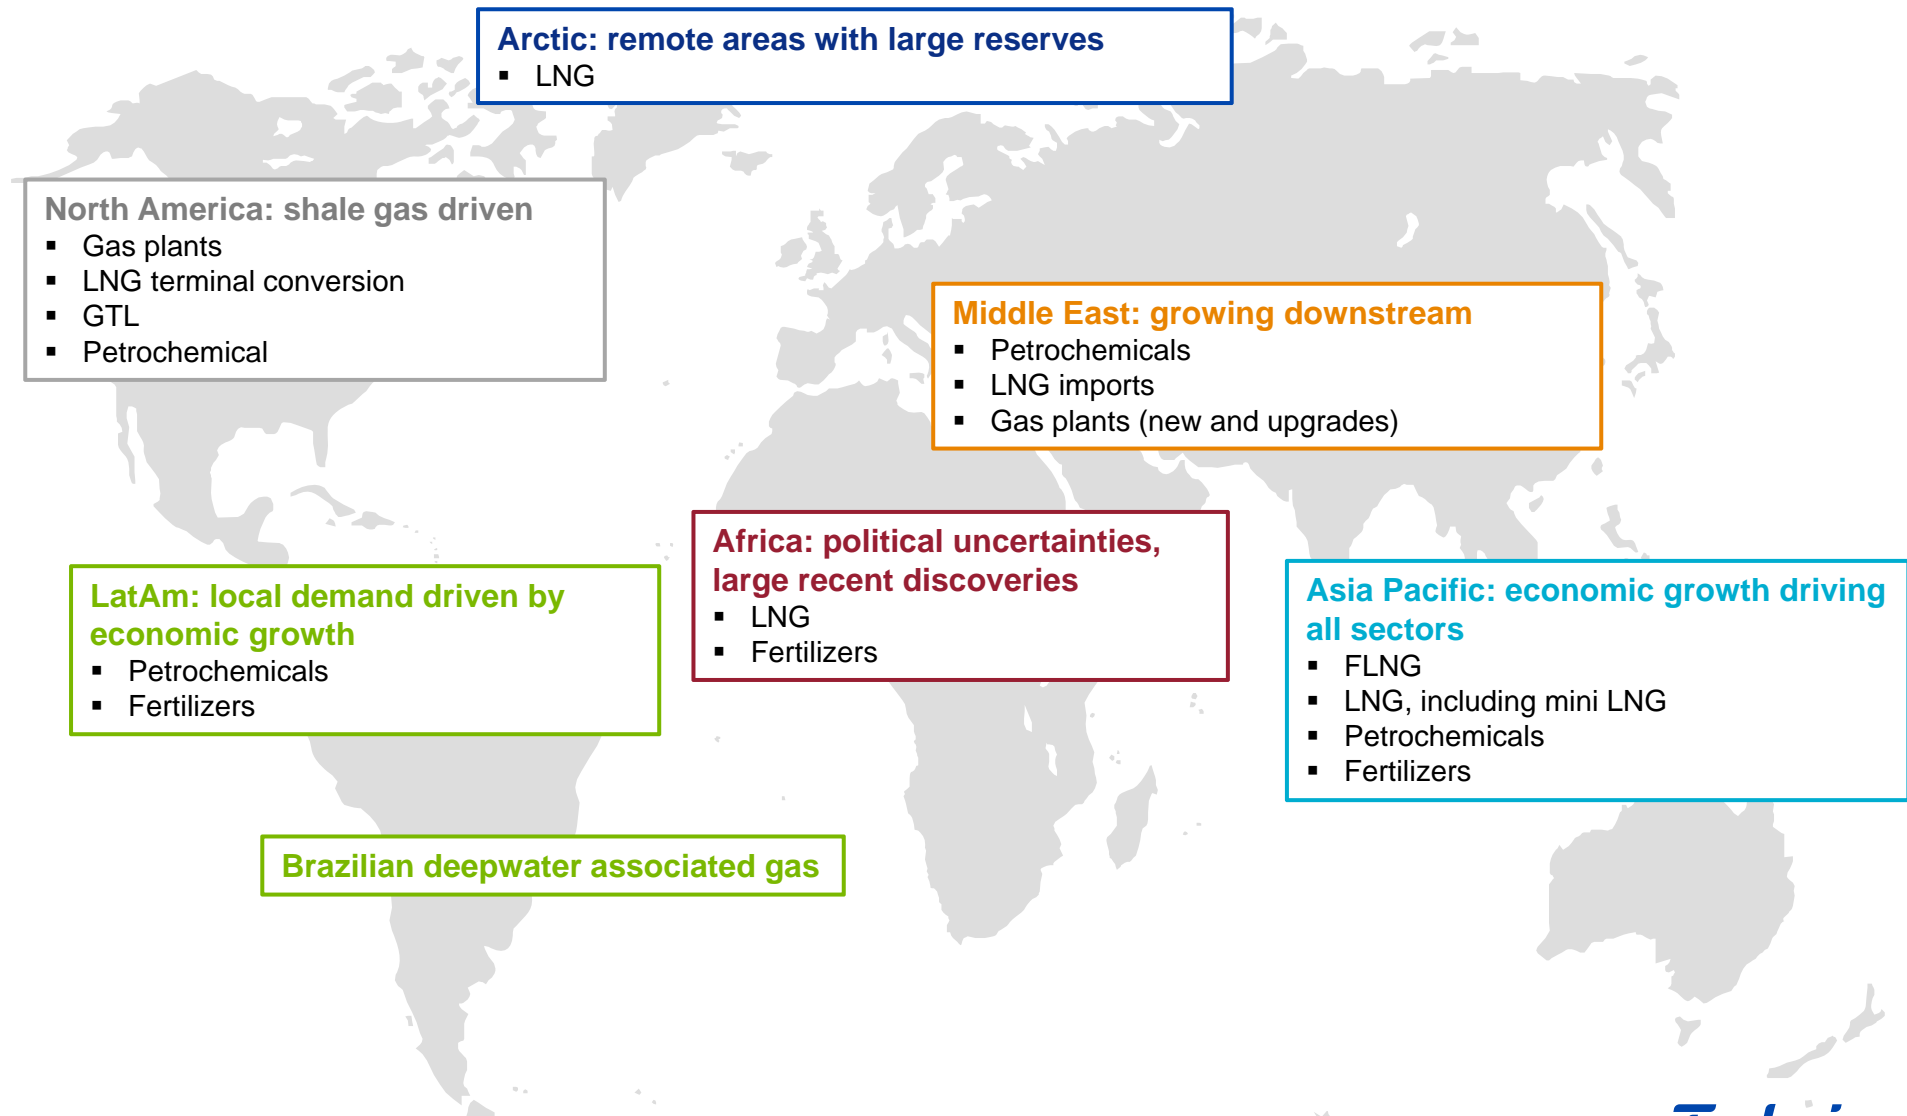 Arctic: remote areas with large reserves
▪ LNG
North America: shale gas driven
▪ Gas plants
▪ LNG terminal conversion
▪ GTL
▪ Petrochemical
Middle East: growing downstream
▪ Petrochemicals
▪ LNG imports
▪ Gas plants (new and upgrades)
Africa: political uncertainties,
large recent discoveries
▪ LNG
▪ Fertilizers
LatAm: local demand driven by
economic growth
▪ Petrochemicals
▪ Fertilizers
Asia Pacific: economic growth driving
all sectors
▪ FLNG
▪ LNG, including mini LNG
▪ Petrochemicals
▪ Fertilizers
Brazilian deepwater associated gas